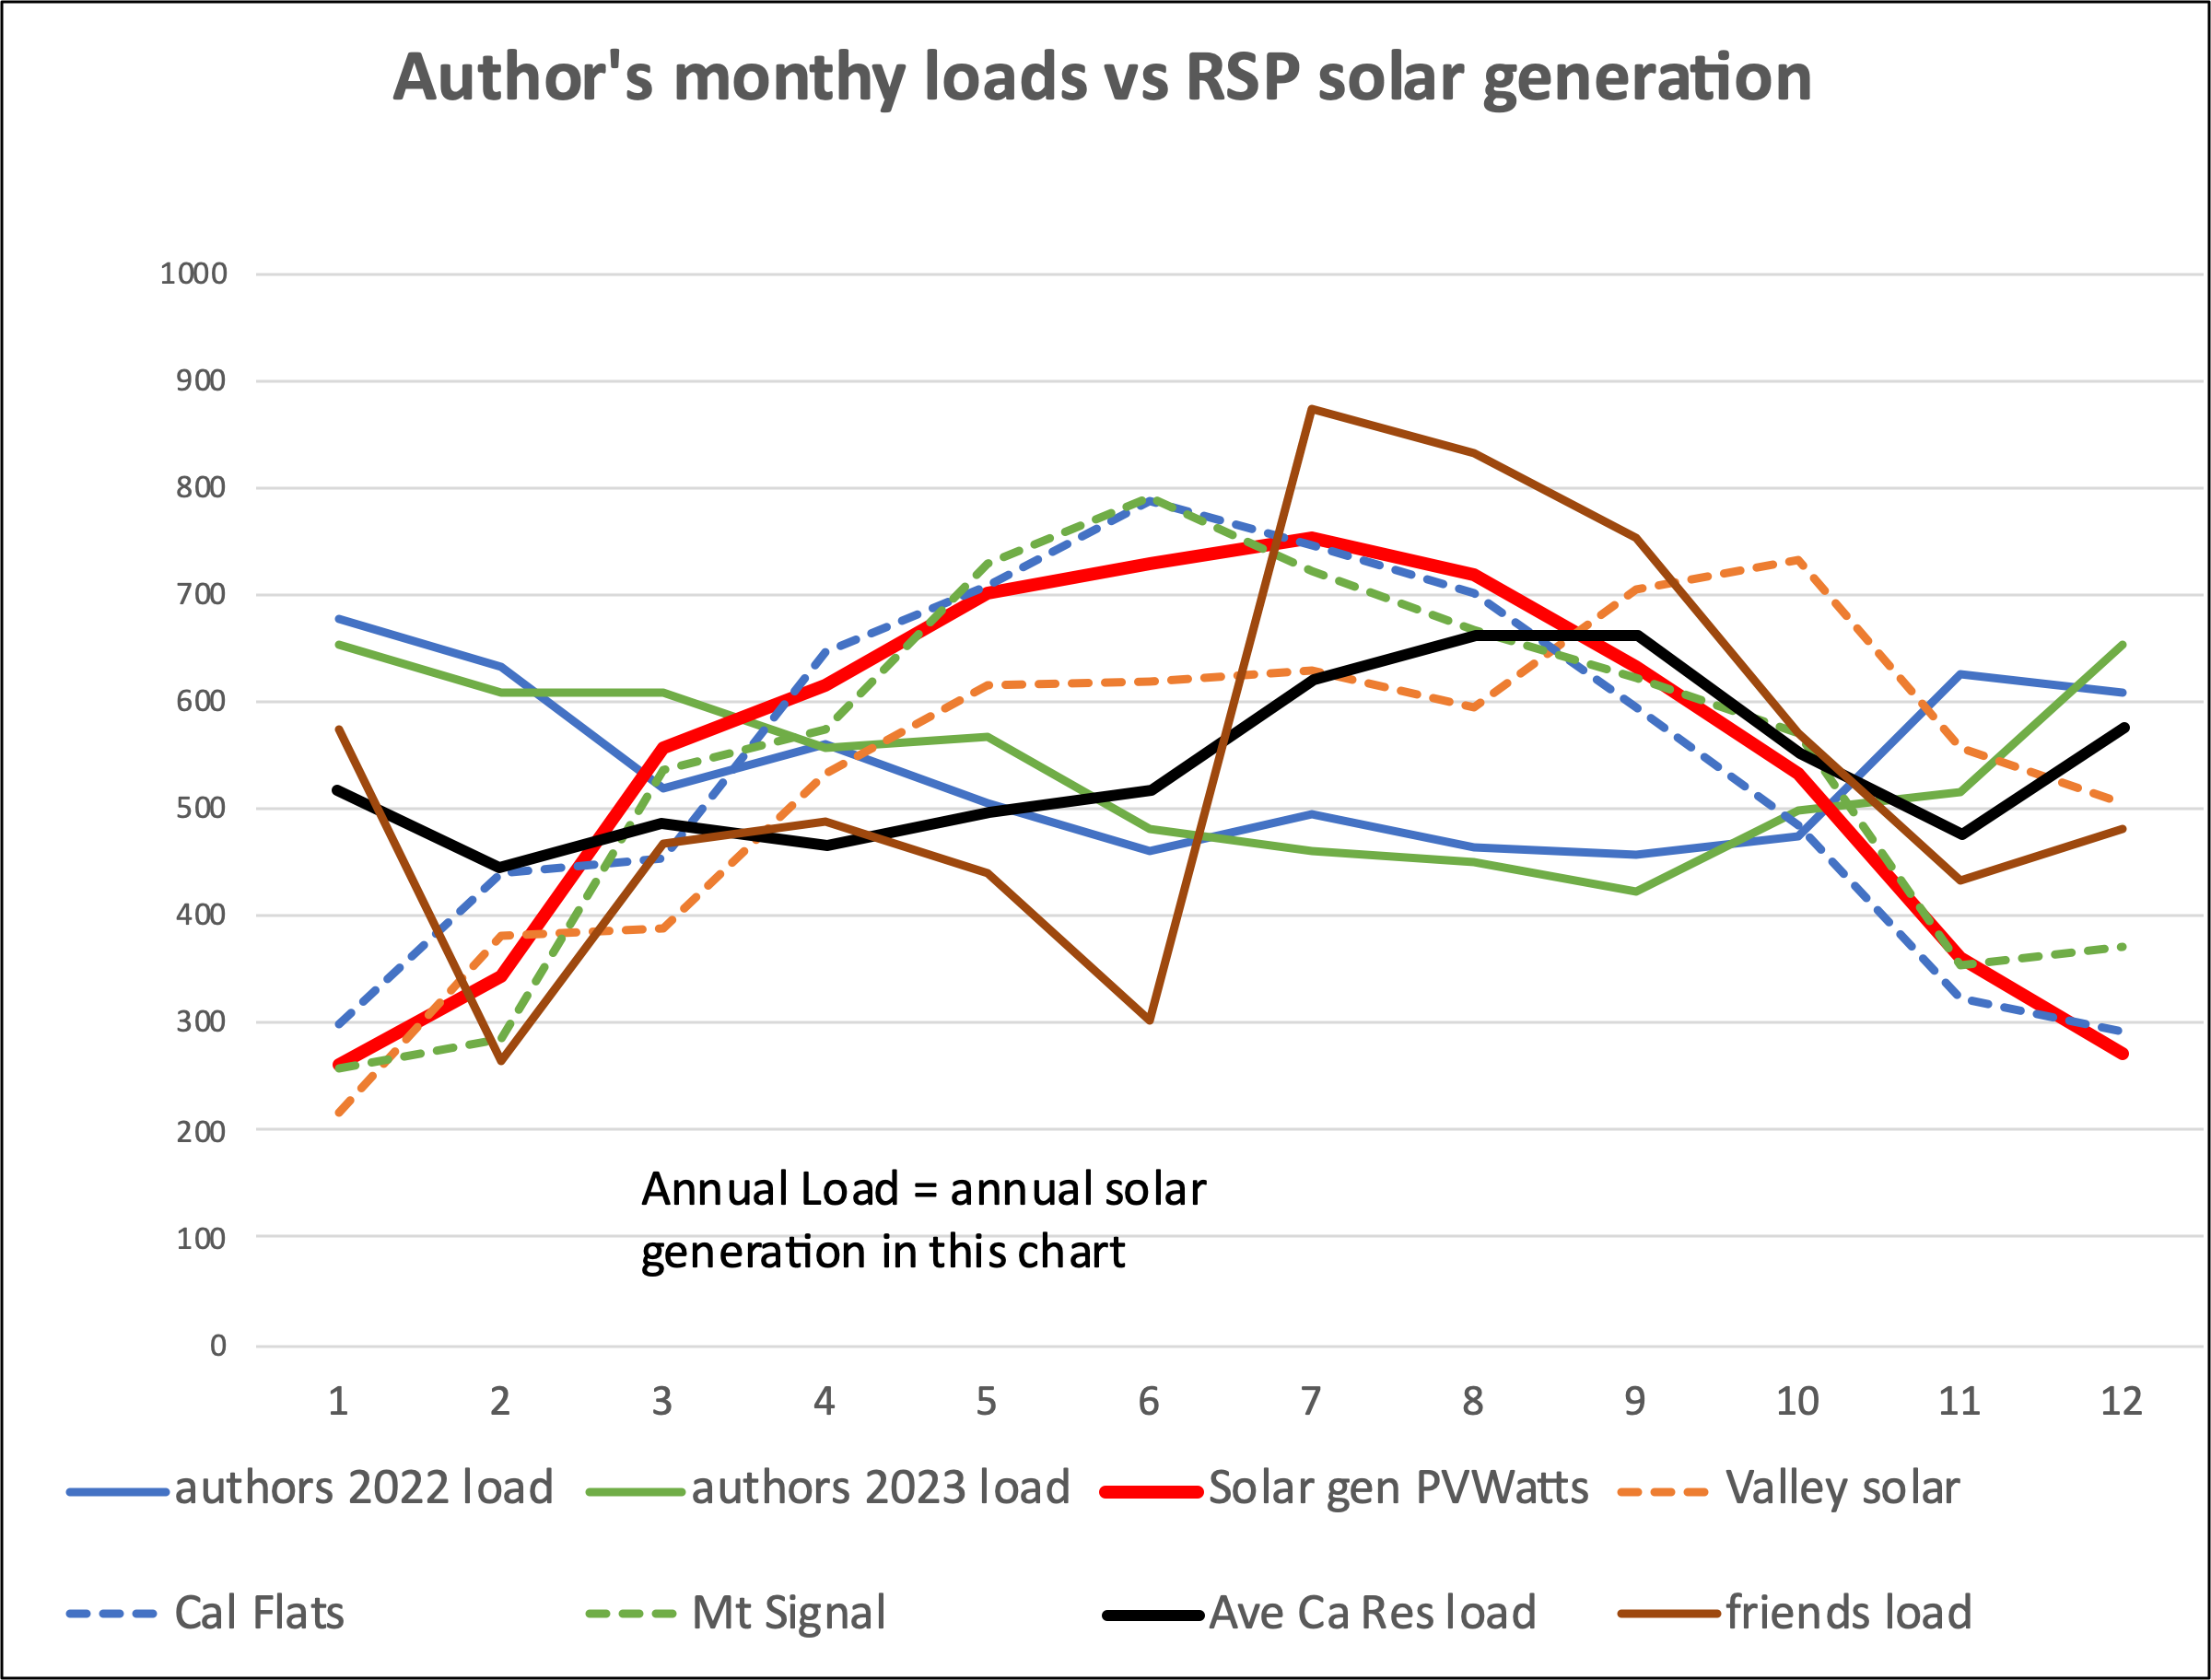 Author's monthy loads vs RSP solar generation
1000
900
800
700
600
500
400
300
200
100
0
Annual Load = annual solar
generation in this chart
1 2 3 4 5 6 7 8 9 10 11 12
authors 2022 load authors 2023 load Solar gen PVWatts Valley solar
Cal Flats Mt Signal Ave Ca Res load friends load